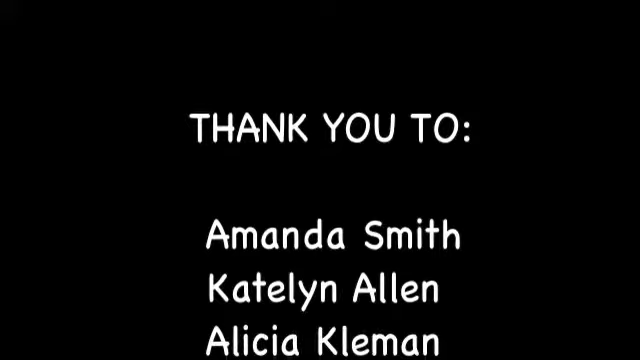 THANK YOU TO:
Amanda Smith
Katelyn Allen
Alicia Kleman